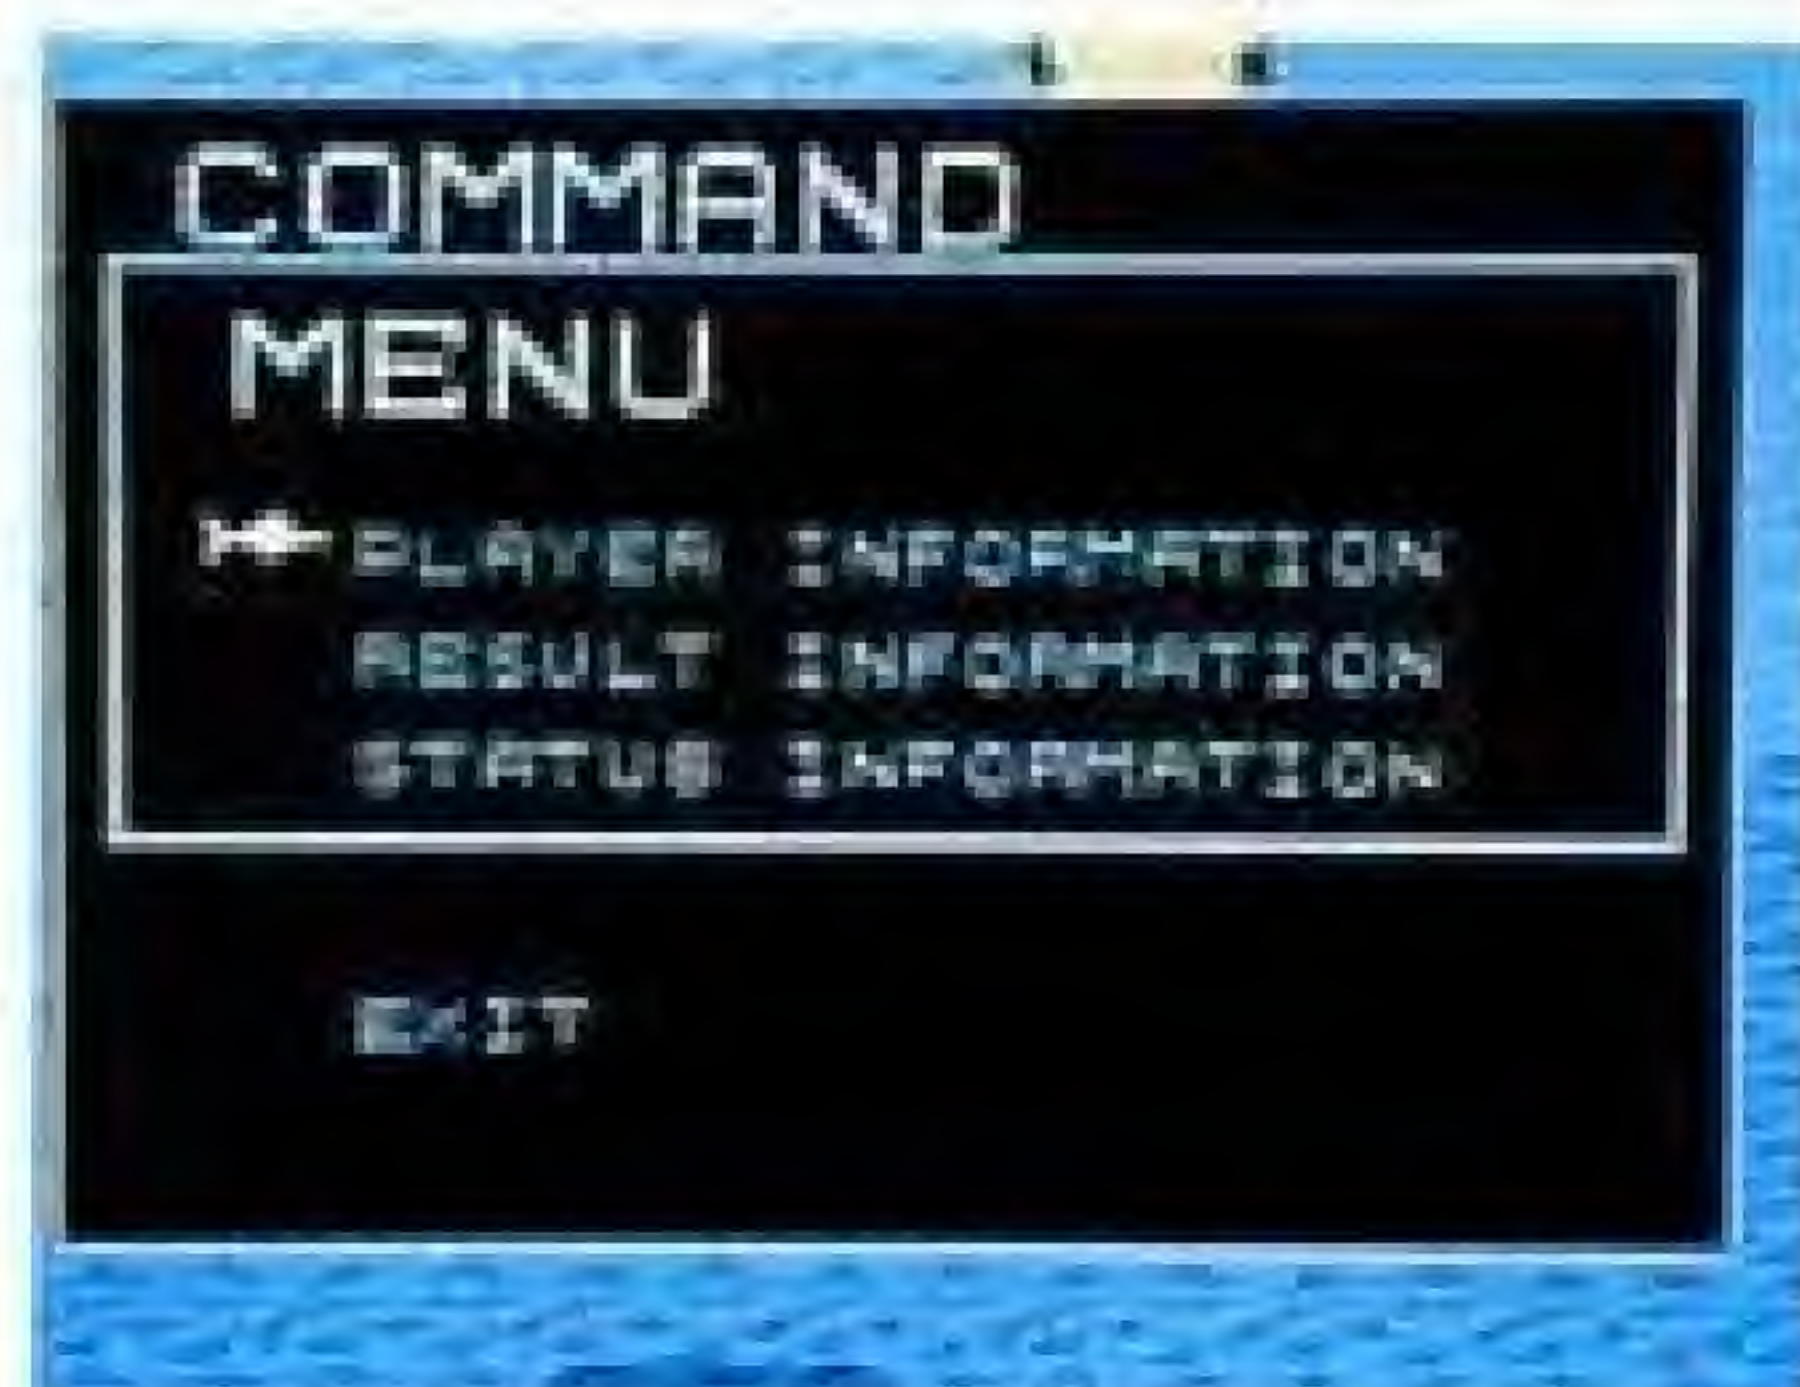 COMMAND
MENU
PLAYER INFORMATION
RESULT INFORMATION
STATUS INFORMATION
EXIT